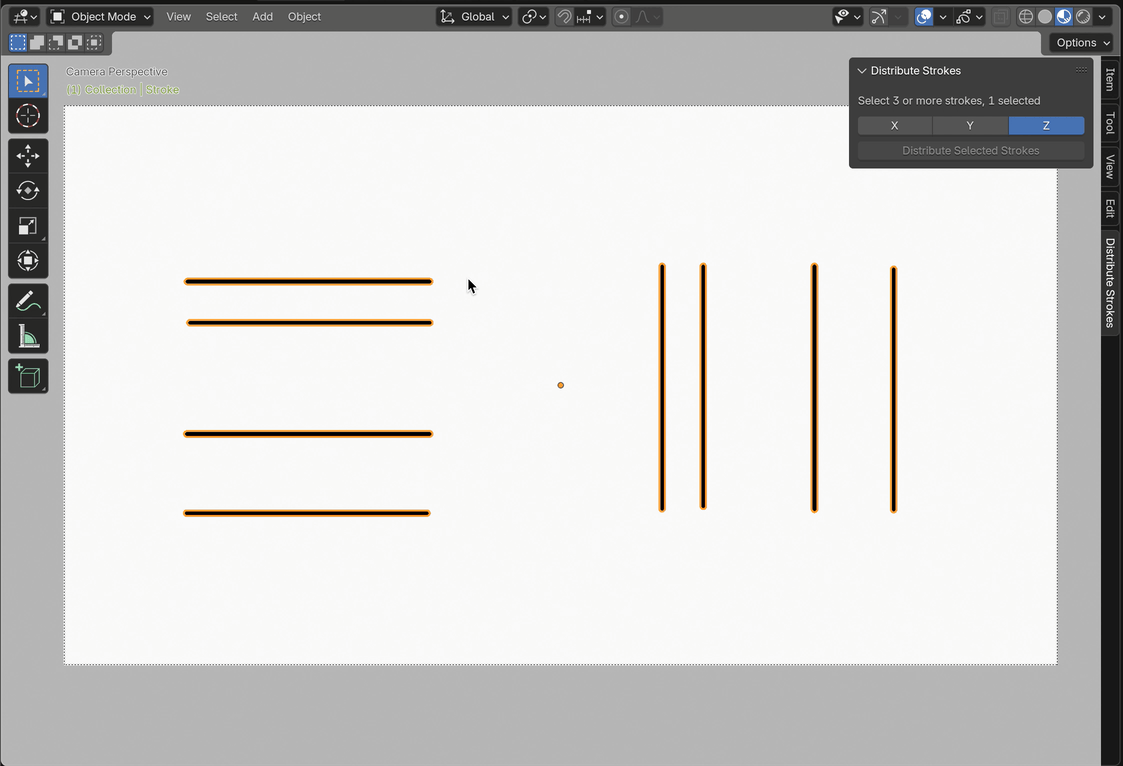 Object Mode View Select Add Object Global
Options
Camera Perspective
(1) Collection | Stroke
Distribute Strokes
Select 3 or more strokes, 1 selected
X Y Z
Distribute Selected Strokes
Item
Tool
View
Edit
Distribute Strokes